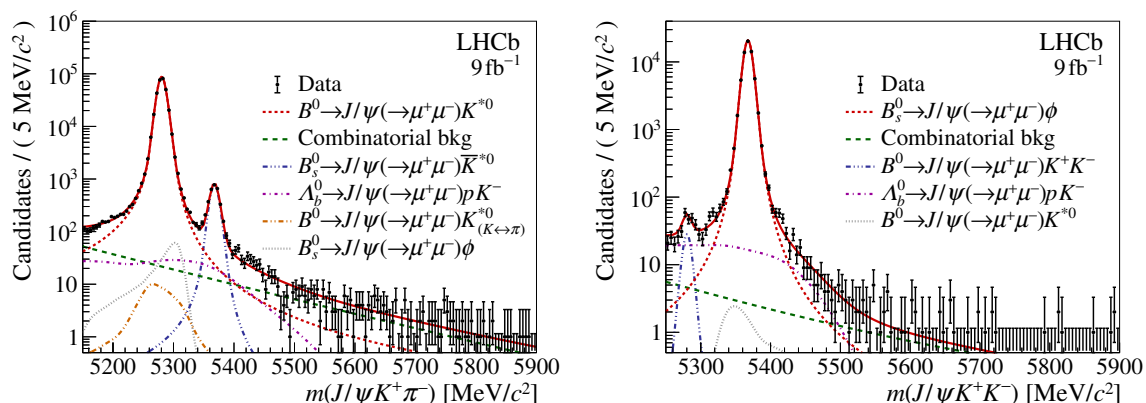 Candidates / ( 5 MeV/c²)
10⁶
10⁵
10⁴
10³
10²
10
1
LHCb
9 fb⁻¹
Data
B⁰→J/ψ(→μ⁺μ⁻)K*⁰
Combinatorial bkg
B⁰ₛ→J/ψ(→μ⁺μ⁻)K̅*⁰
Λ⁰_b→J/ψ(→μ⁺μ⁻)pK⁻
B⁰→J/ψ(→μ⁺μ⁻)K*⁰_(K↔π)
B⁰ₛ→J/ψ(→μ⁺μ⁻)ϕ
5200 5300 5400 5500 5600 5700 5800 5900
m(J/ψK⁺π⁻) [MeV/c²]
Candidates / ( 5 MeV/c²)
10⁴
10³
10²
10
1
LHCb
9 fb⁻¹
Data
B⁰ₛ→J/ψ(→μ⁺μ⁻)ϕ
Combinatorial bkg
B⁰→J/ψ(→μ⁺μ⁻)K⁺K⁻
Λ⁰_b→J/ψ(→μ⁺μ⁻)pK⁻
B⁰→J/ψ(→μ⁺μ⁻)K*⁰
5300 5400 5500 5600 5700 5800 5900
m(J/ψK⁺K⁻) [MeV/c²]